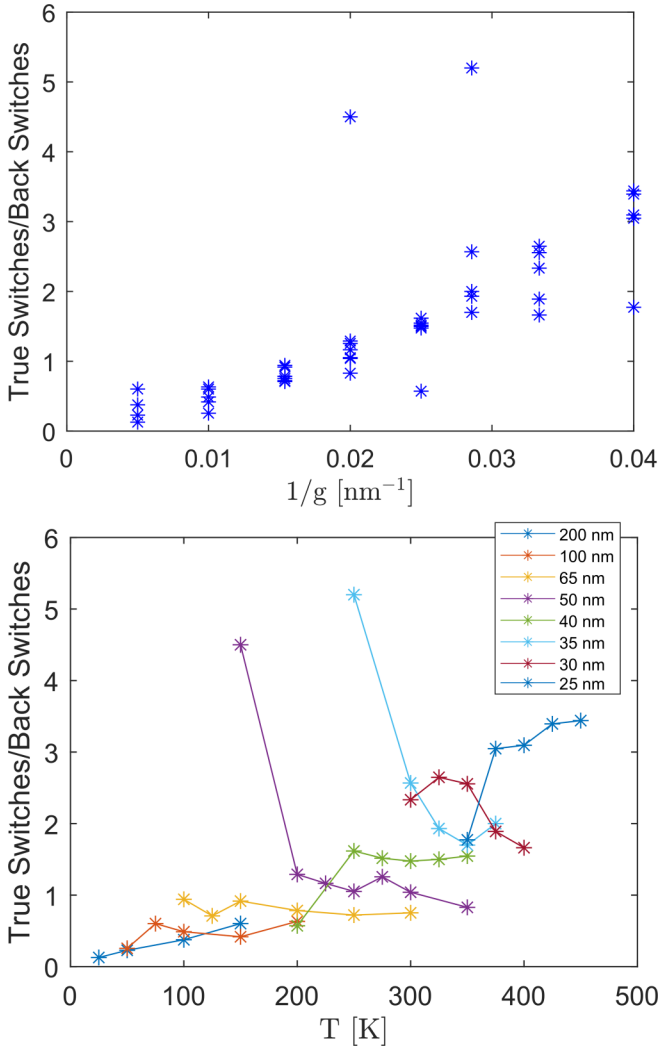 6
5
4
3
2
1
0
True Switches/Back Switches
0
0.01
0.02
0.03
0.04
1/g [nm⁻¹]
6
5
4
3
2
1
0
True Switches/Back Switches
200 nm
100 nm
65 nm
50 nm
40 nm
35 nm
30 nm
25 nm
0
100
200
300
400
500
T [K]